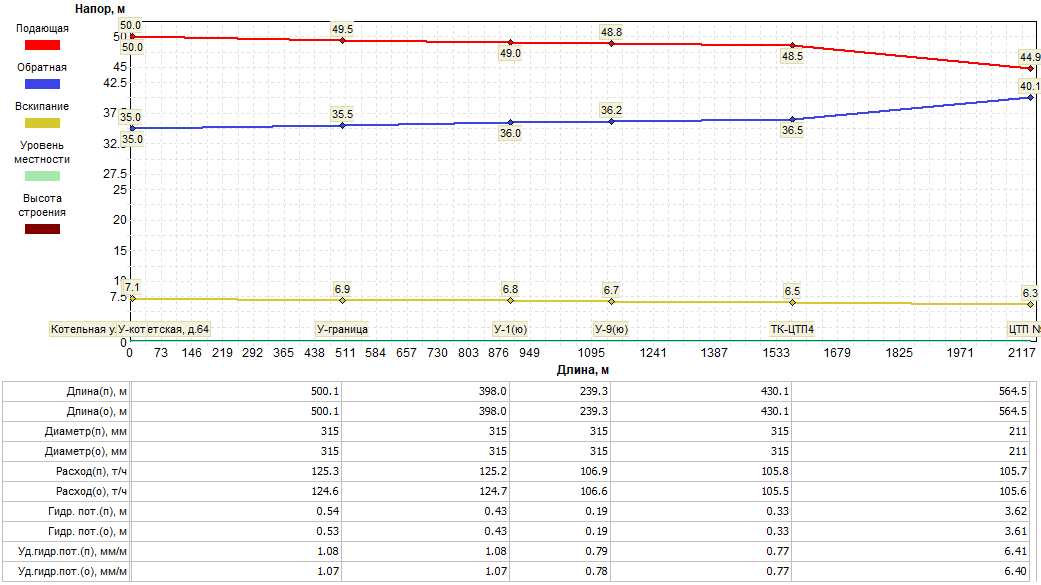 Напор, м
Подающая
Обратная
Вскипание
Уровень
местности
Высота
строения
50
45
42.5
37.5
32.5
27.5
25
20
15
10
7.5
0
50.0
49.5
48.8
44.9
50.0
49.0
48.5
40.1
35.0
35.5
36.2
35.0
36.0
36.5
7.1
6.9
6.8
6.7
6.5
6.3
Котельная у.У-котетская, д.64 У-граница У-1(ю) У-9(ю) ТК-ЦТП4 ЦТП №
0 73 146 219 292 365 438 511 584 657 730 803 876 949 1095 1241 1387 1533 1679 1825 1971 2117
Длина, м
Длина(п), м 500.1 398.0 239.3 430.1 564.5
Длина(о), м 500.1 398.0 239.3 430.1 564.5
Диаметр(п), мм 315 315 315 315 211
Диаметр(о), мм 315 315 315 315 211
Расход(п), т/ч 125.3 125.2 106.9 105.8 105.7
Расход(о), т/ч 124.6 124.7 106.6 105.5 105.6
Гидр. пот.(п), м 0.54 0.43 0.19 0.33 3.62
Гидр. пот.(о), м 0.53 0.43 0.19 0.33 3.61
Уд.гидр.пот.(п), мм/м 1.08 1.08 0.79 0.77 6.41
Уд.гидр.пот.(о), мм/м 1.07 1.07 0.78 0.77 6.40